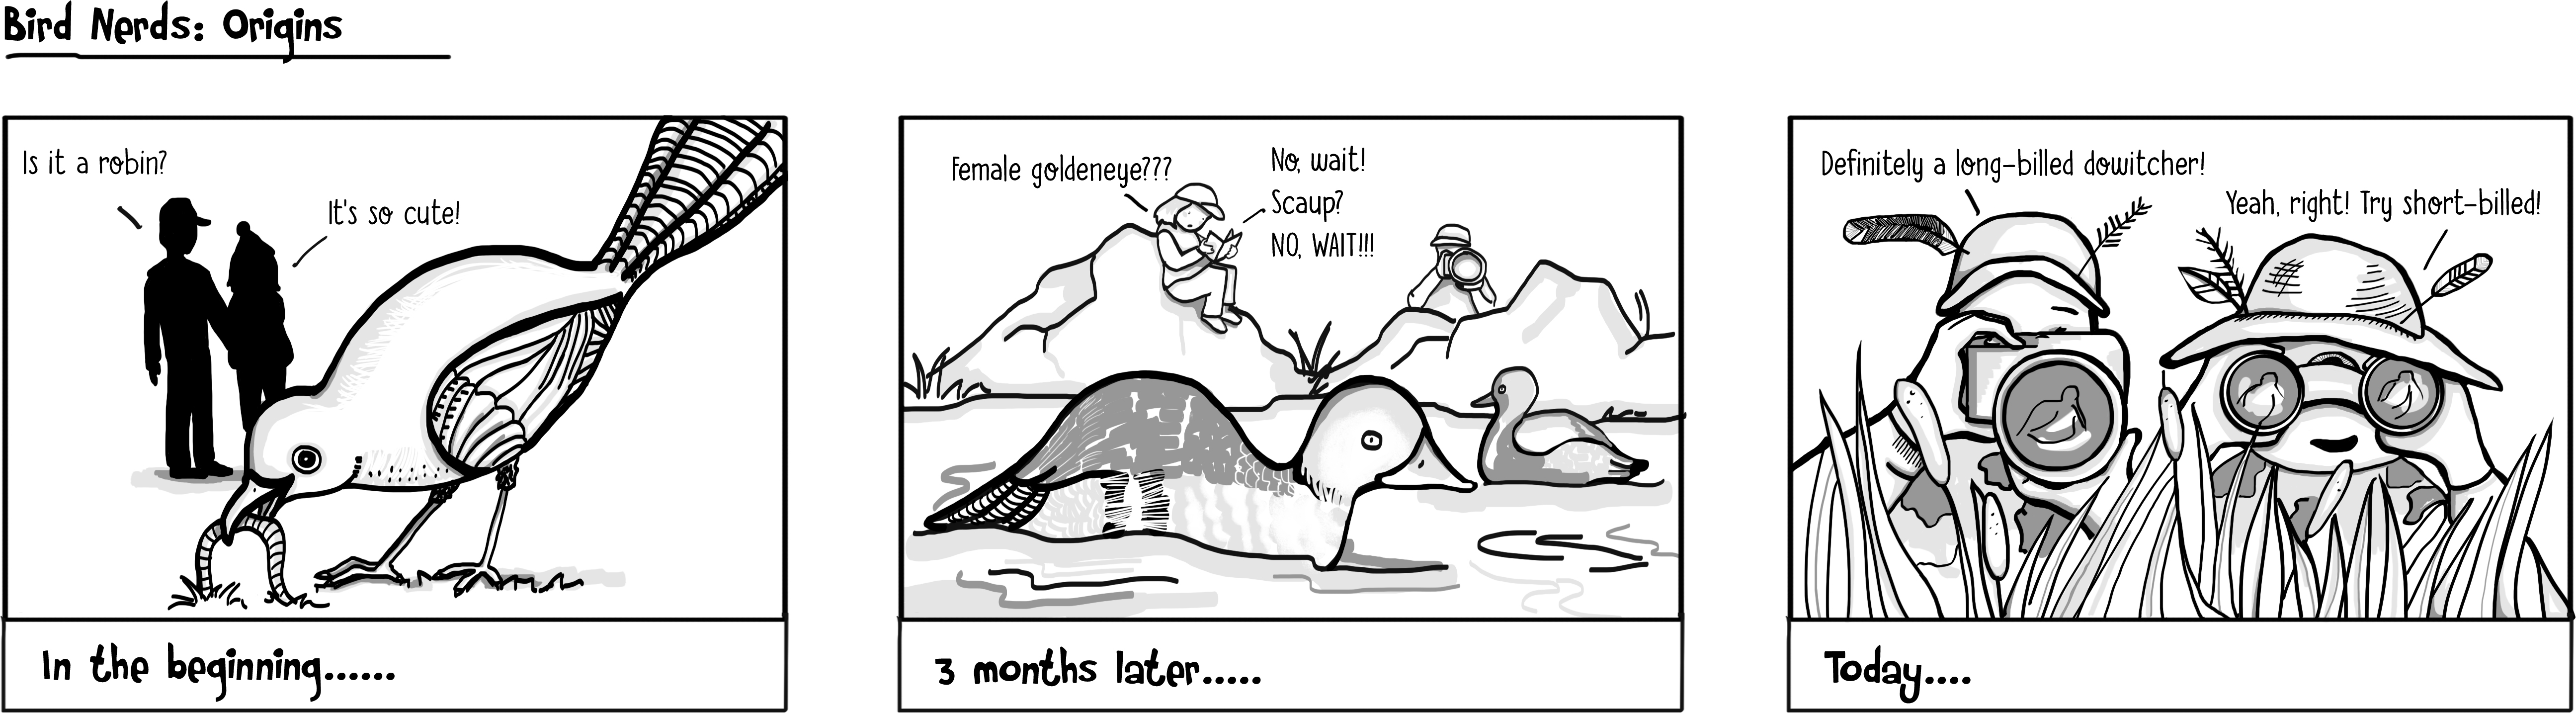 Bird Nerds: Origins
Is it a robin?
It's so cute!
In the beginning......
Female goldeneye???
No, wait!
Scaup?
NO, WAIT!!!
3 months later.....
Definitely a long-billed dowitcher!
Yeah, right! Try short-billed!
Today....